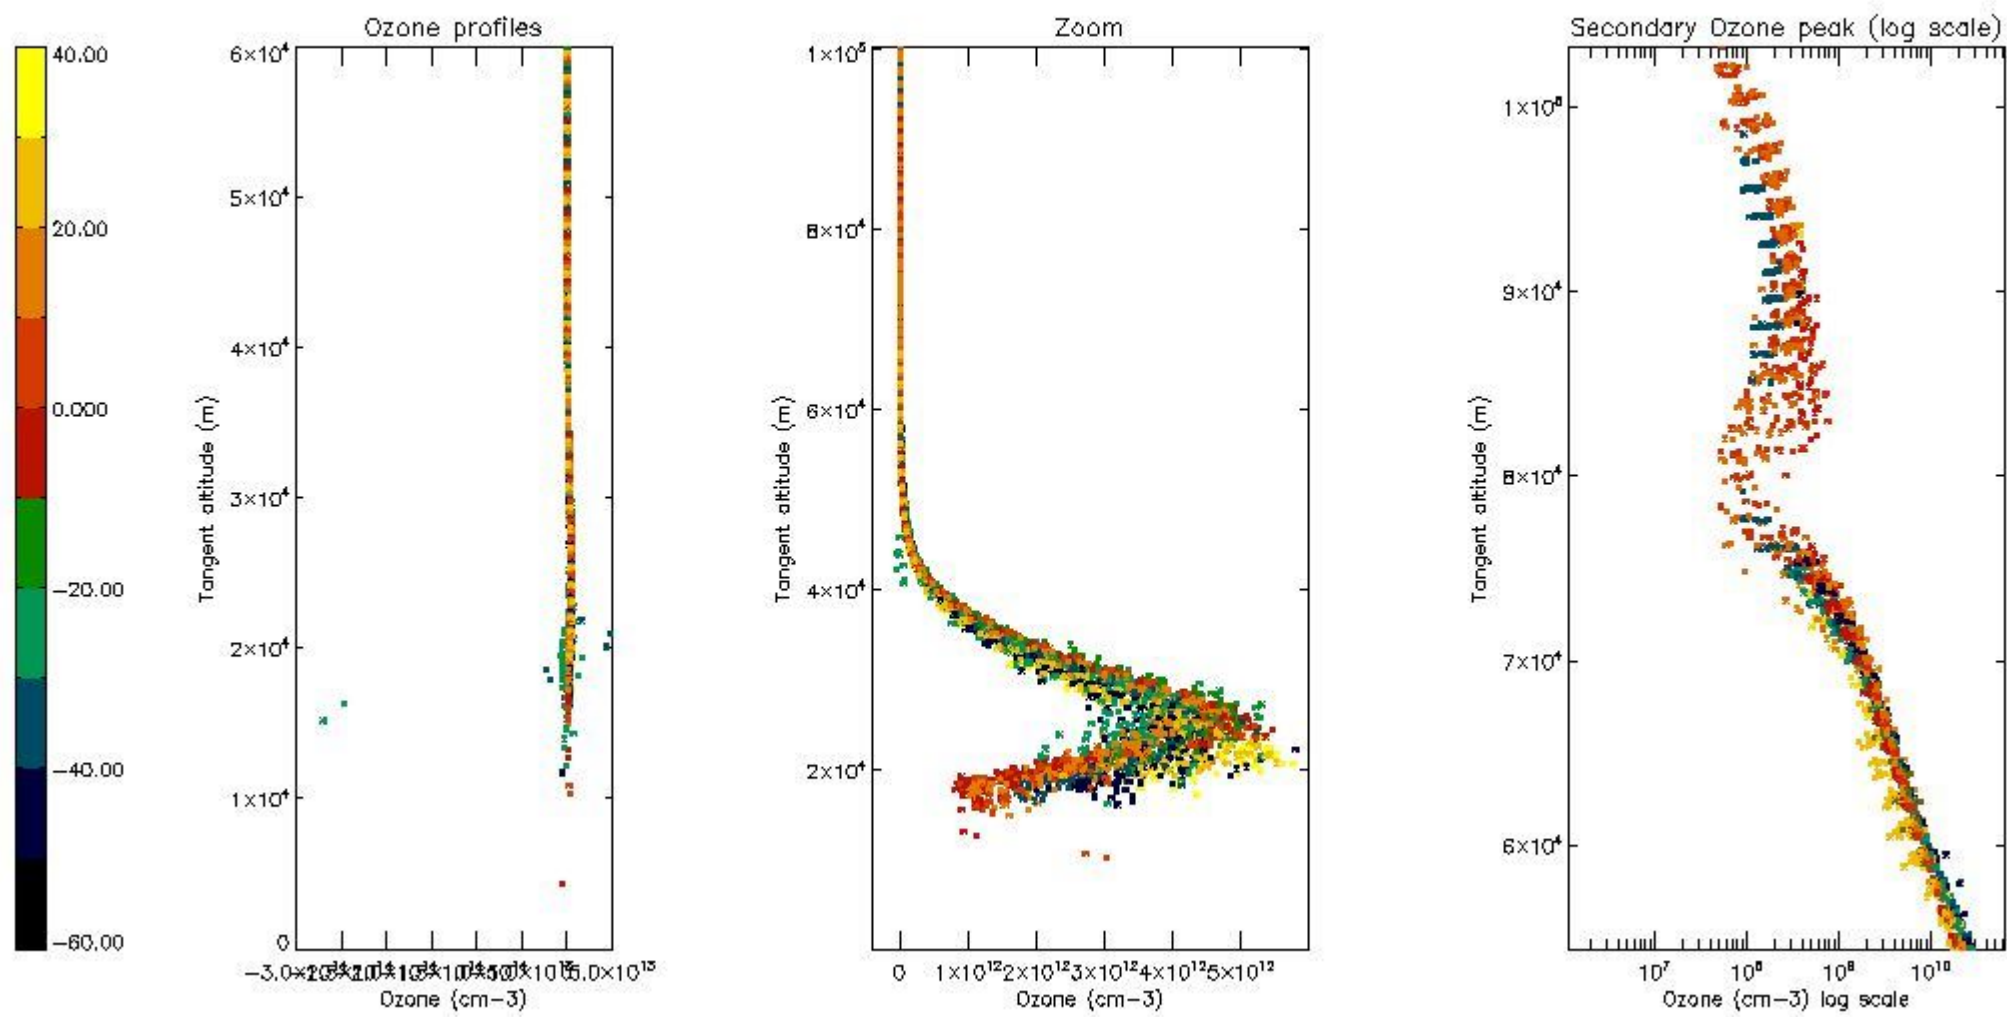 Ozone profiles
Zoom
Secondary Ozone peak (log scale)
40.00
20.00
0.000
−20.00
−40.00
−60.00
Tangent altitude (m)
6×10⁴
5×10⁴
4×10⁴
3×10⁴
2×10⁴
1×10⁴
0
5.0×10¹³
Ozone (cm−3)
Tangent altitude (m)
1×10⁵
8×10⁴
6×10⁴
4×10⁴
2×10⁴
0 1×10¹² 2×10¹² 3×10¹² 4×10¹² 5×10¹²
Ozone (cm−3)
Tangent altitude (m)
1×10⁵
9×10⁴
8×10⁴
7×10⁴
6×10⁴
10⁷ 10⁸ 10⁹ 10¹⁰
Ozone (cm−3) log scale